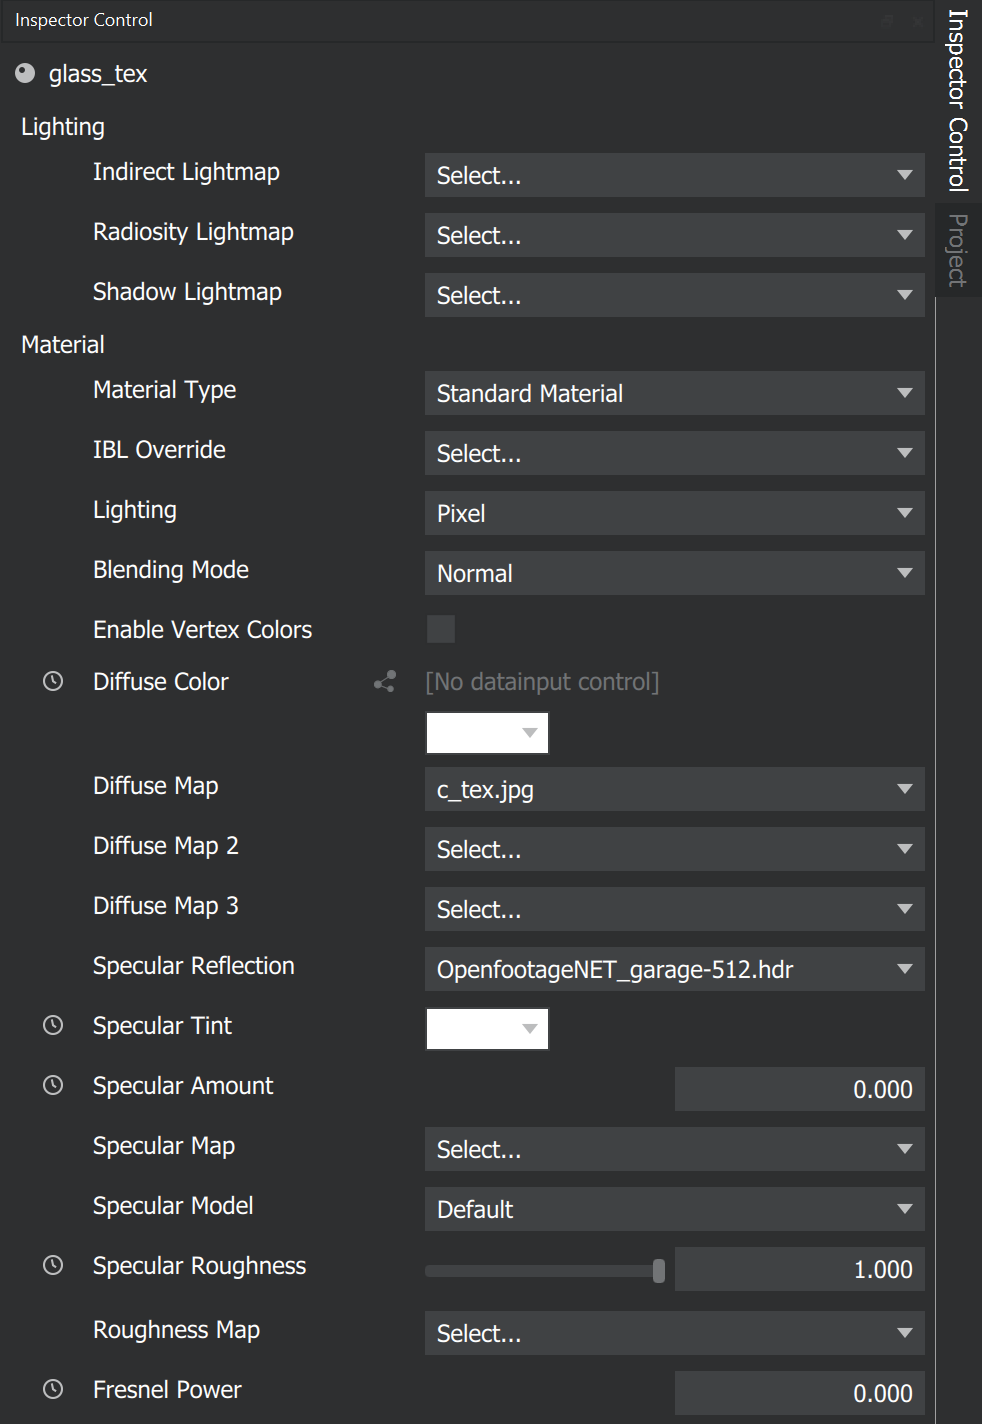 Inspector Control
glass_tex
Lighting
Indirect Lightmap Select...
Radiosity Lightmap Select...
Shadow Lightmap Select...
Material
Material Type Standard Material
IBL Override Select...
Lighting Pixel
Blending Mode Normal
Enable Vertex Colors
Diffuse Color [No datainput control]
Diffuse Map c_tex.jpg
Diffuse Map 2 Select...
Diffuse Map 3 Select...
Specular Reflection OpenfootageNET_garage-512.hdr
Specular Tint
Specular Amount 0.000
Specular Map Select...
Specular Model Default
Specular Roughness 1.000
Roughness Map Select...
Fresnel Power 0.000
Inspector Control
Project